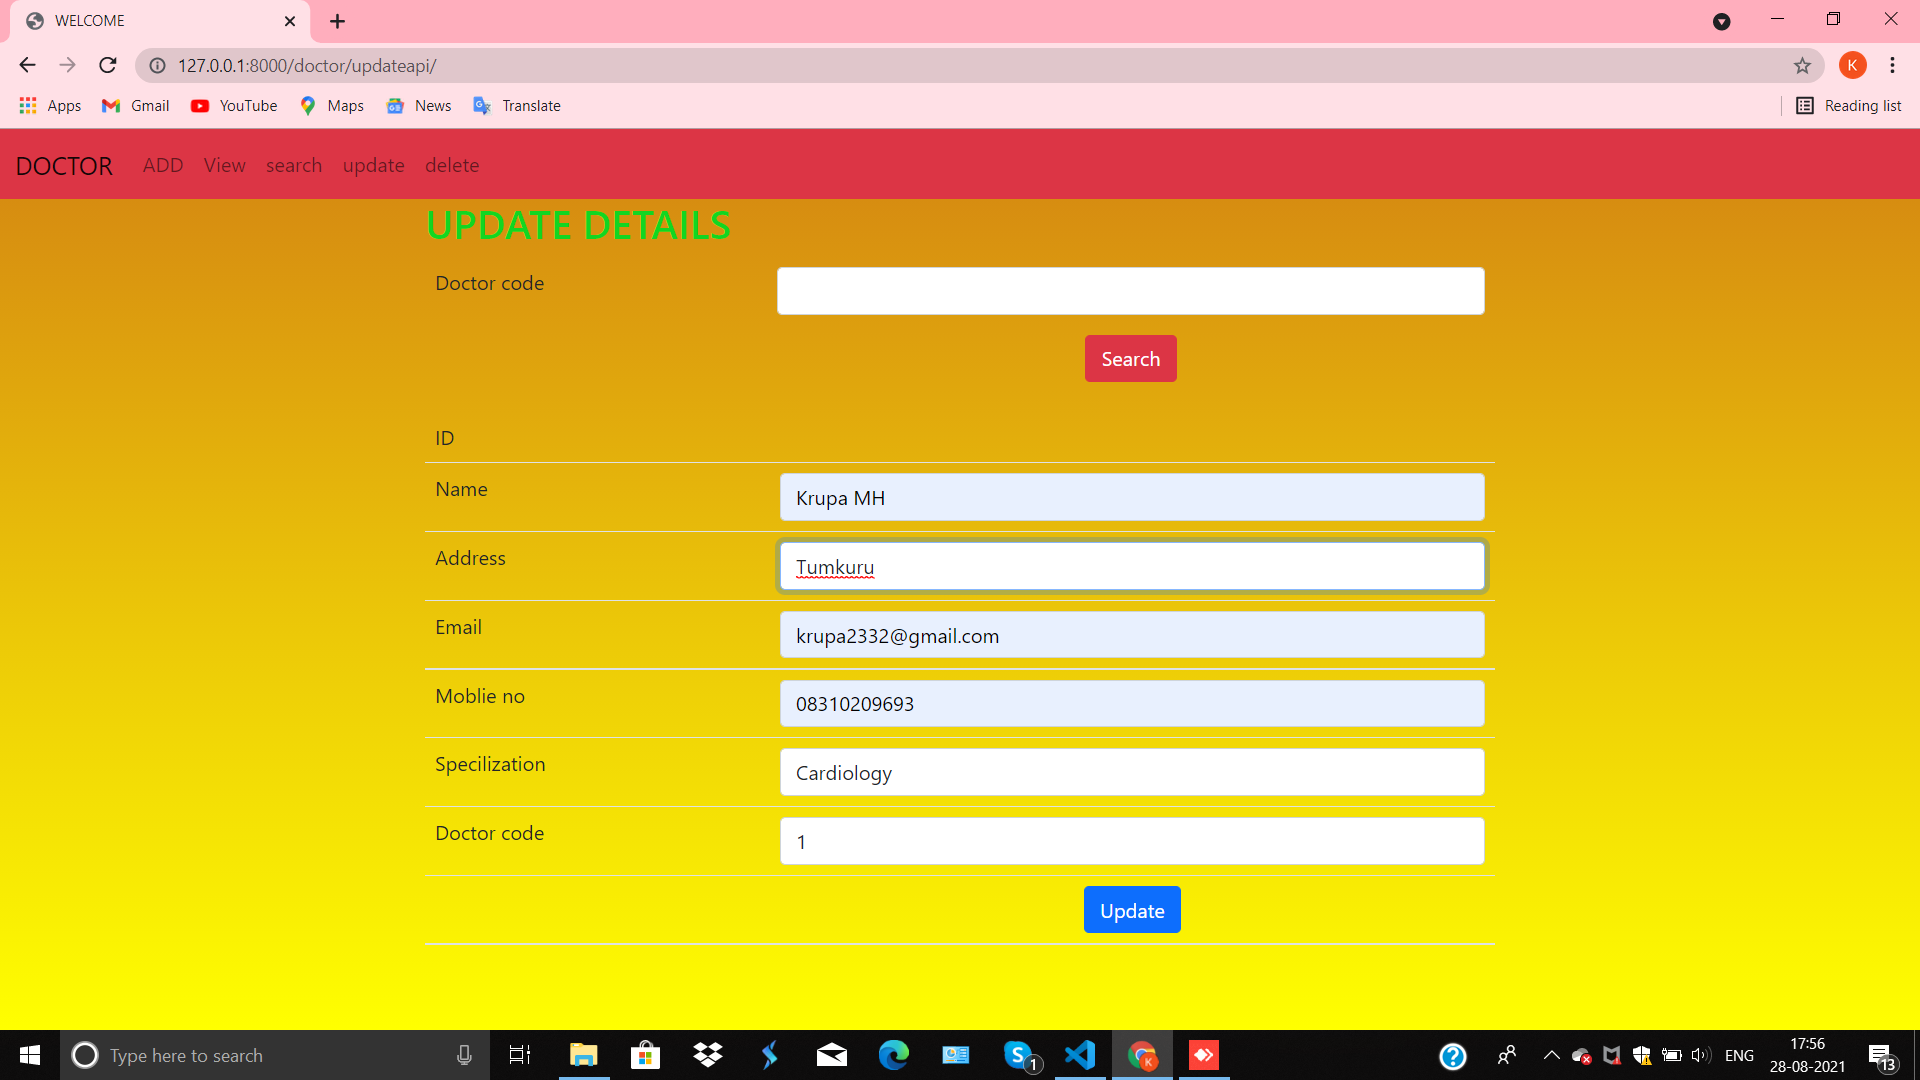 WELCOME
127.0.0.1:8000/doctor/updateapi/
K
Apps
Gmail
YouTube
Maps
News
Translate
Reading list
DOCTOR
ADD
View
search
update
delete
UPDATE DETAILS
Doctor code
Search
ID
Name
Krupa MH
Address
Tumkuru
Email
krupa2332@gmail.com
Moblie no
08310209693
Specilization
Cardiology
Doctor code
1
Update
Type here to search
1
K
ENG
17:56
28-08-2021
13